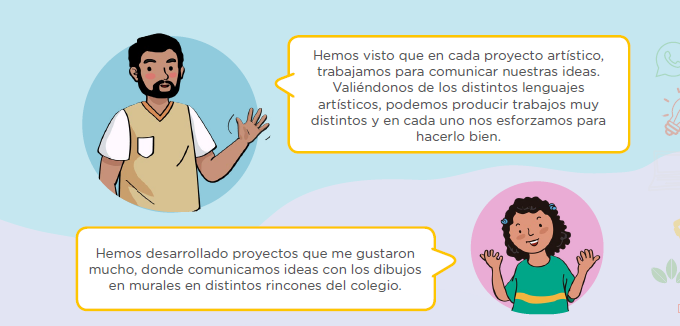 Hemos visto que en cada proyecto artístico,
trabajamos para comunicar nuestras ideas.
Valiéndonos de los distintos lenguajes
artísticos, podemos producir trabajos muy
distintos y en cada uno nos esforzamos para
hacerlo bien.
Hemos desarrollado proyectos que me gustaron
mucho, donde comunicamos ideas con los dibujos
en murales en distintos rincones del colegio.